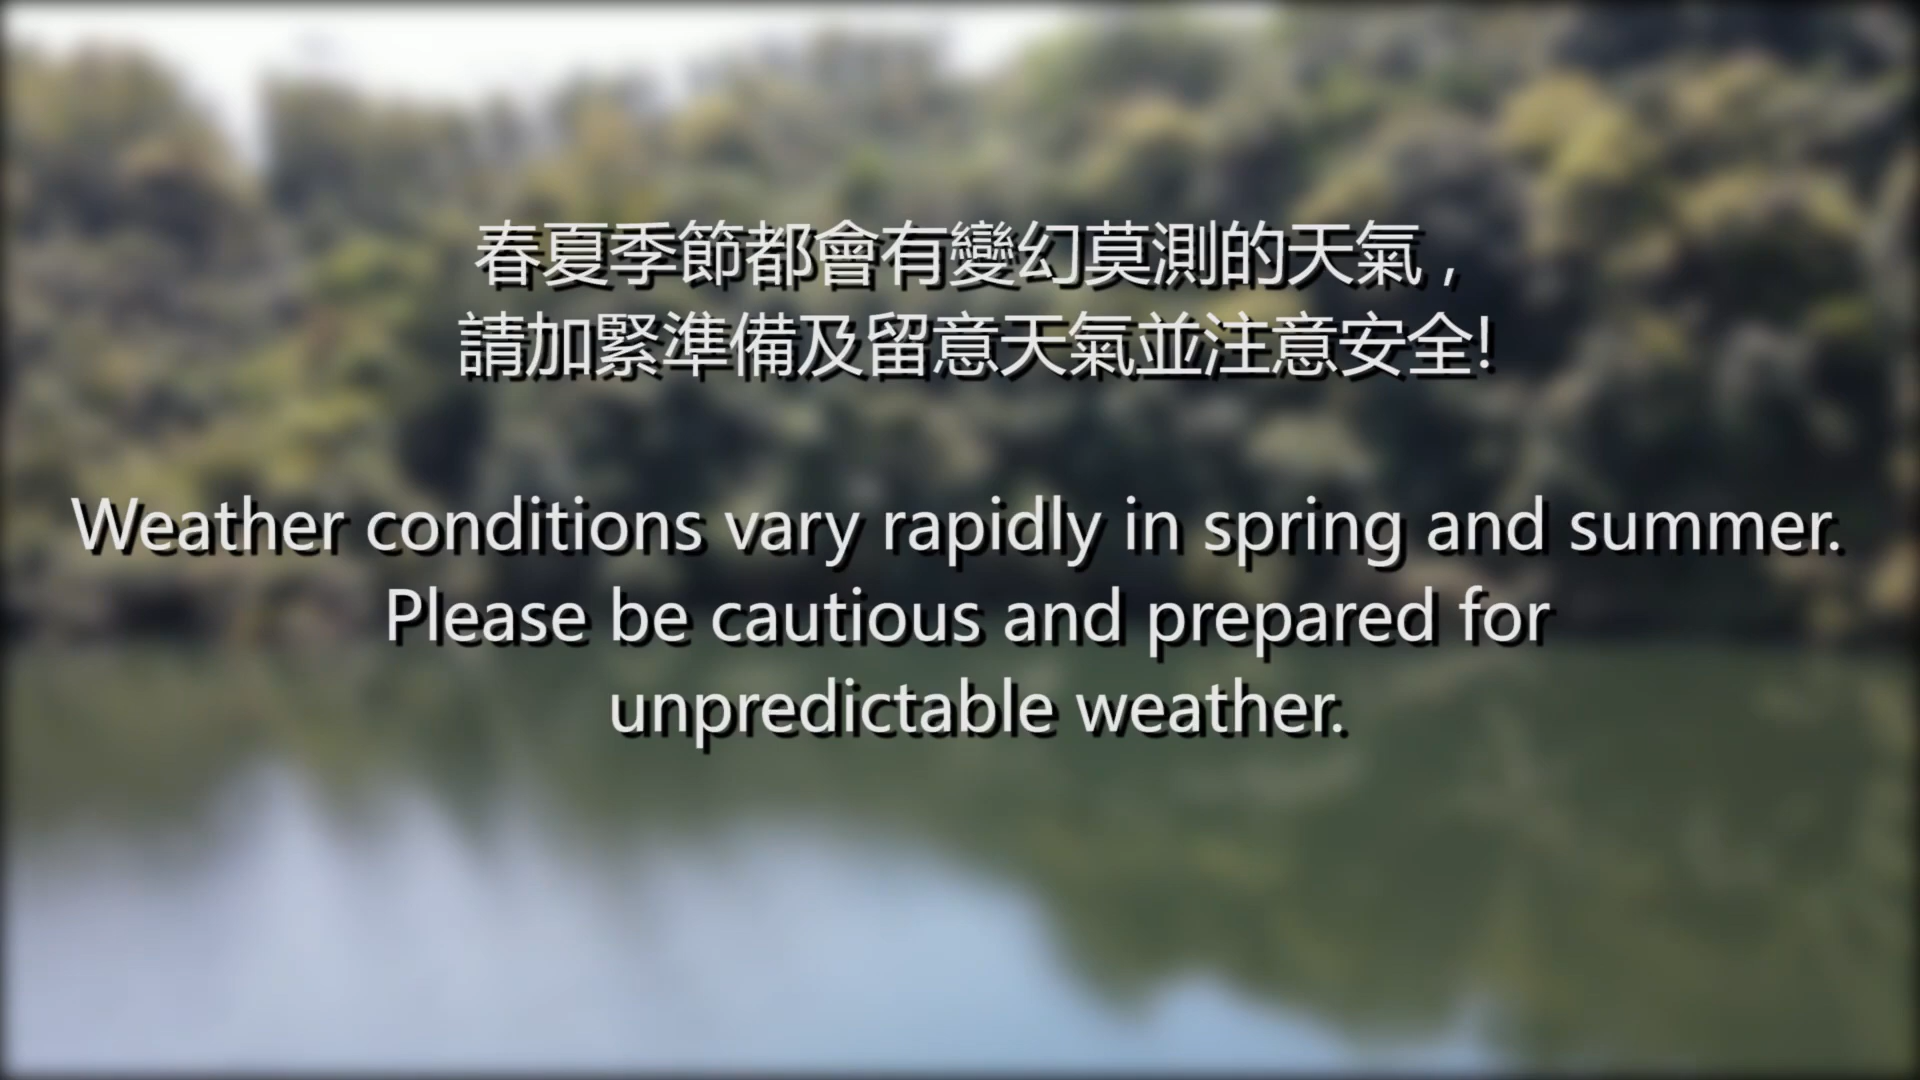 春夏季節都會有變幻莫測的天氣，
請加緊準備及留意天氣並注意安全!
Weather conditions vary rapidly in spring and summer.
Please be cautious and prepared for
unpredictable weather.